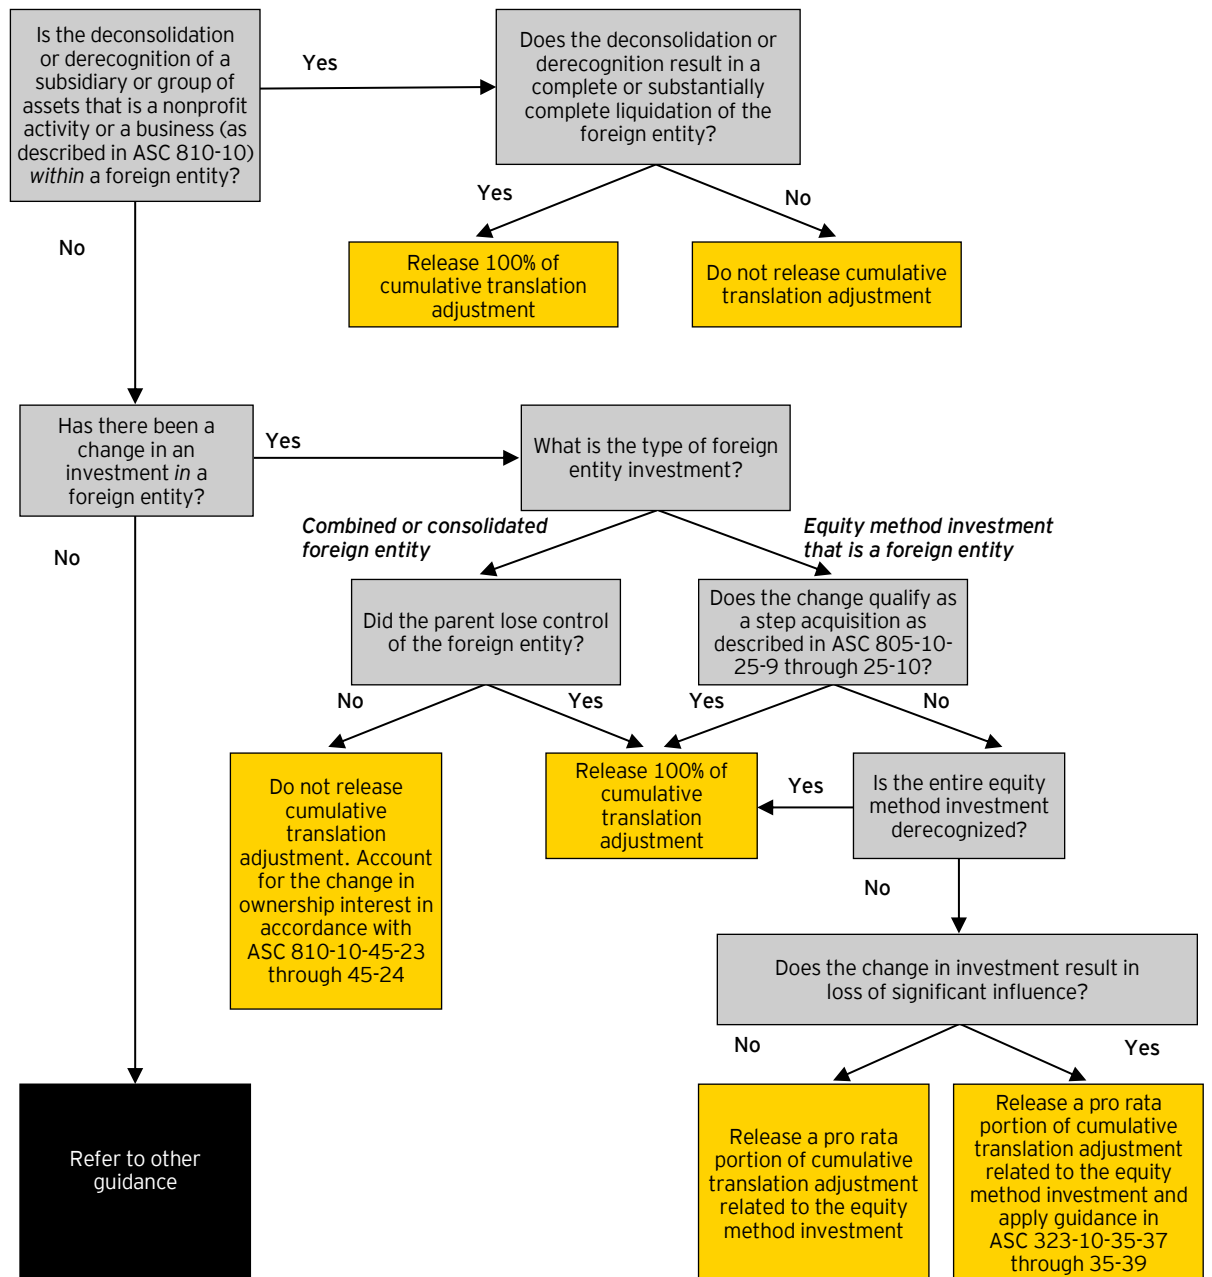 Is the deconsolidation
or derecognition of a
subsidiary or group of
assets that is a nonprofit
activity or a business (as
described in ASC 810-10)
within a foreign entity?
Yes
Does the deconsolidation or
derecognition result in a
complete or substantially
complete liquidation of the
foreign entity?
Yes
No
No
Release 100% of
cumulative translation
adjustment
Do not release cumulative
translation adjustment
Has there been a
change in an
investment in a
foreign entity?
Yes
What is the type of foreign
entity investment?
No
Combined or consolidated
foreign entity
Equity method investment
that is a foreign entity
Did the parent lose control
of the foreign entity?
Does the change qualify as
a step acquisition as
described in ASC 805-10-
25-9 through 25-10?
No
Yes
Yes
No
Do not release
cumulative
translation
adjustment. Account
for the change in
ownership interest in
accordance with
ASC 810-10-45-23
through 45-24
Release 100% of
cumulative
translation
adjustment
Yes
Is the entire equity
method investment
derecognized?
No
Does the change in investment result in
loss of significant influence?
No
Yes
Refer to other
guidance
Release a pro rata
portion of cumulative
translation adjustment
related to the equity
method investment
Release a pro rata
portion of cumulative
translation adjustment
related to the equity
method investment and
apply guidance in
ASC 323-10-35-37
through 35-39